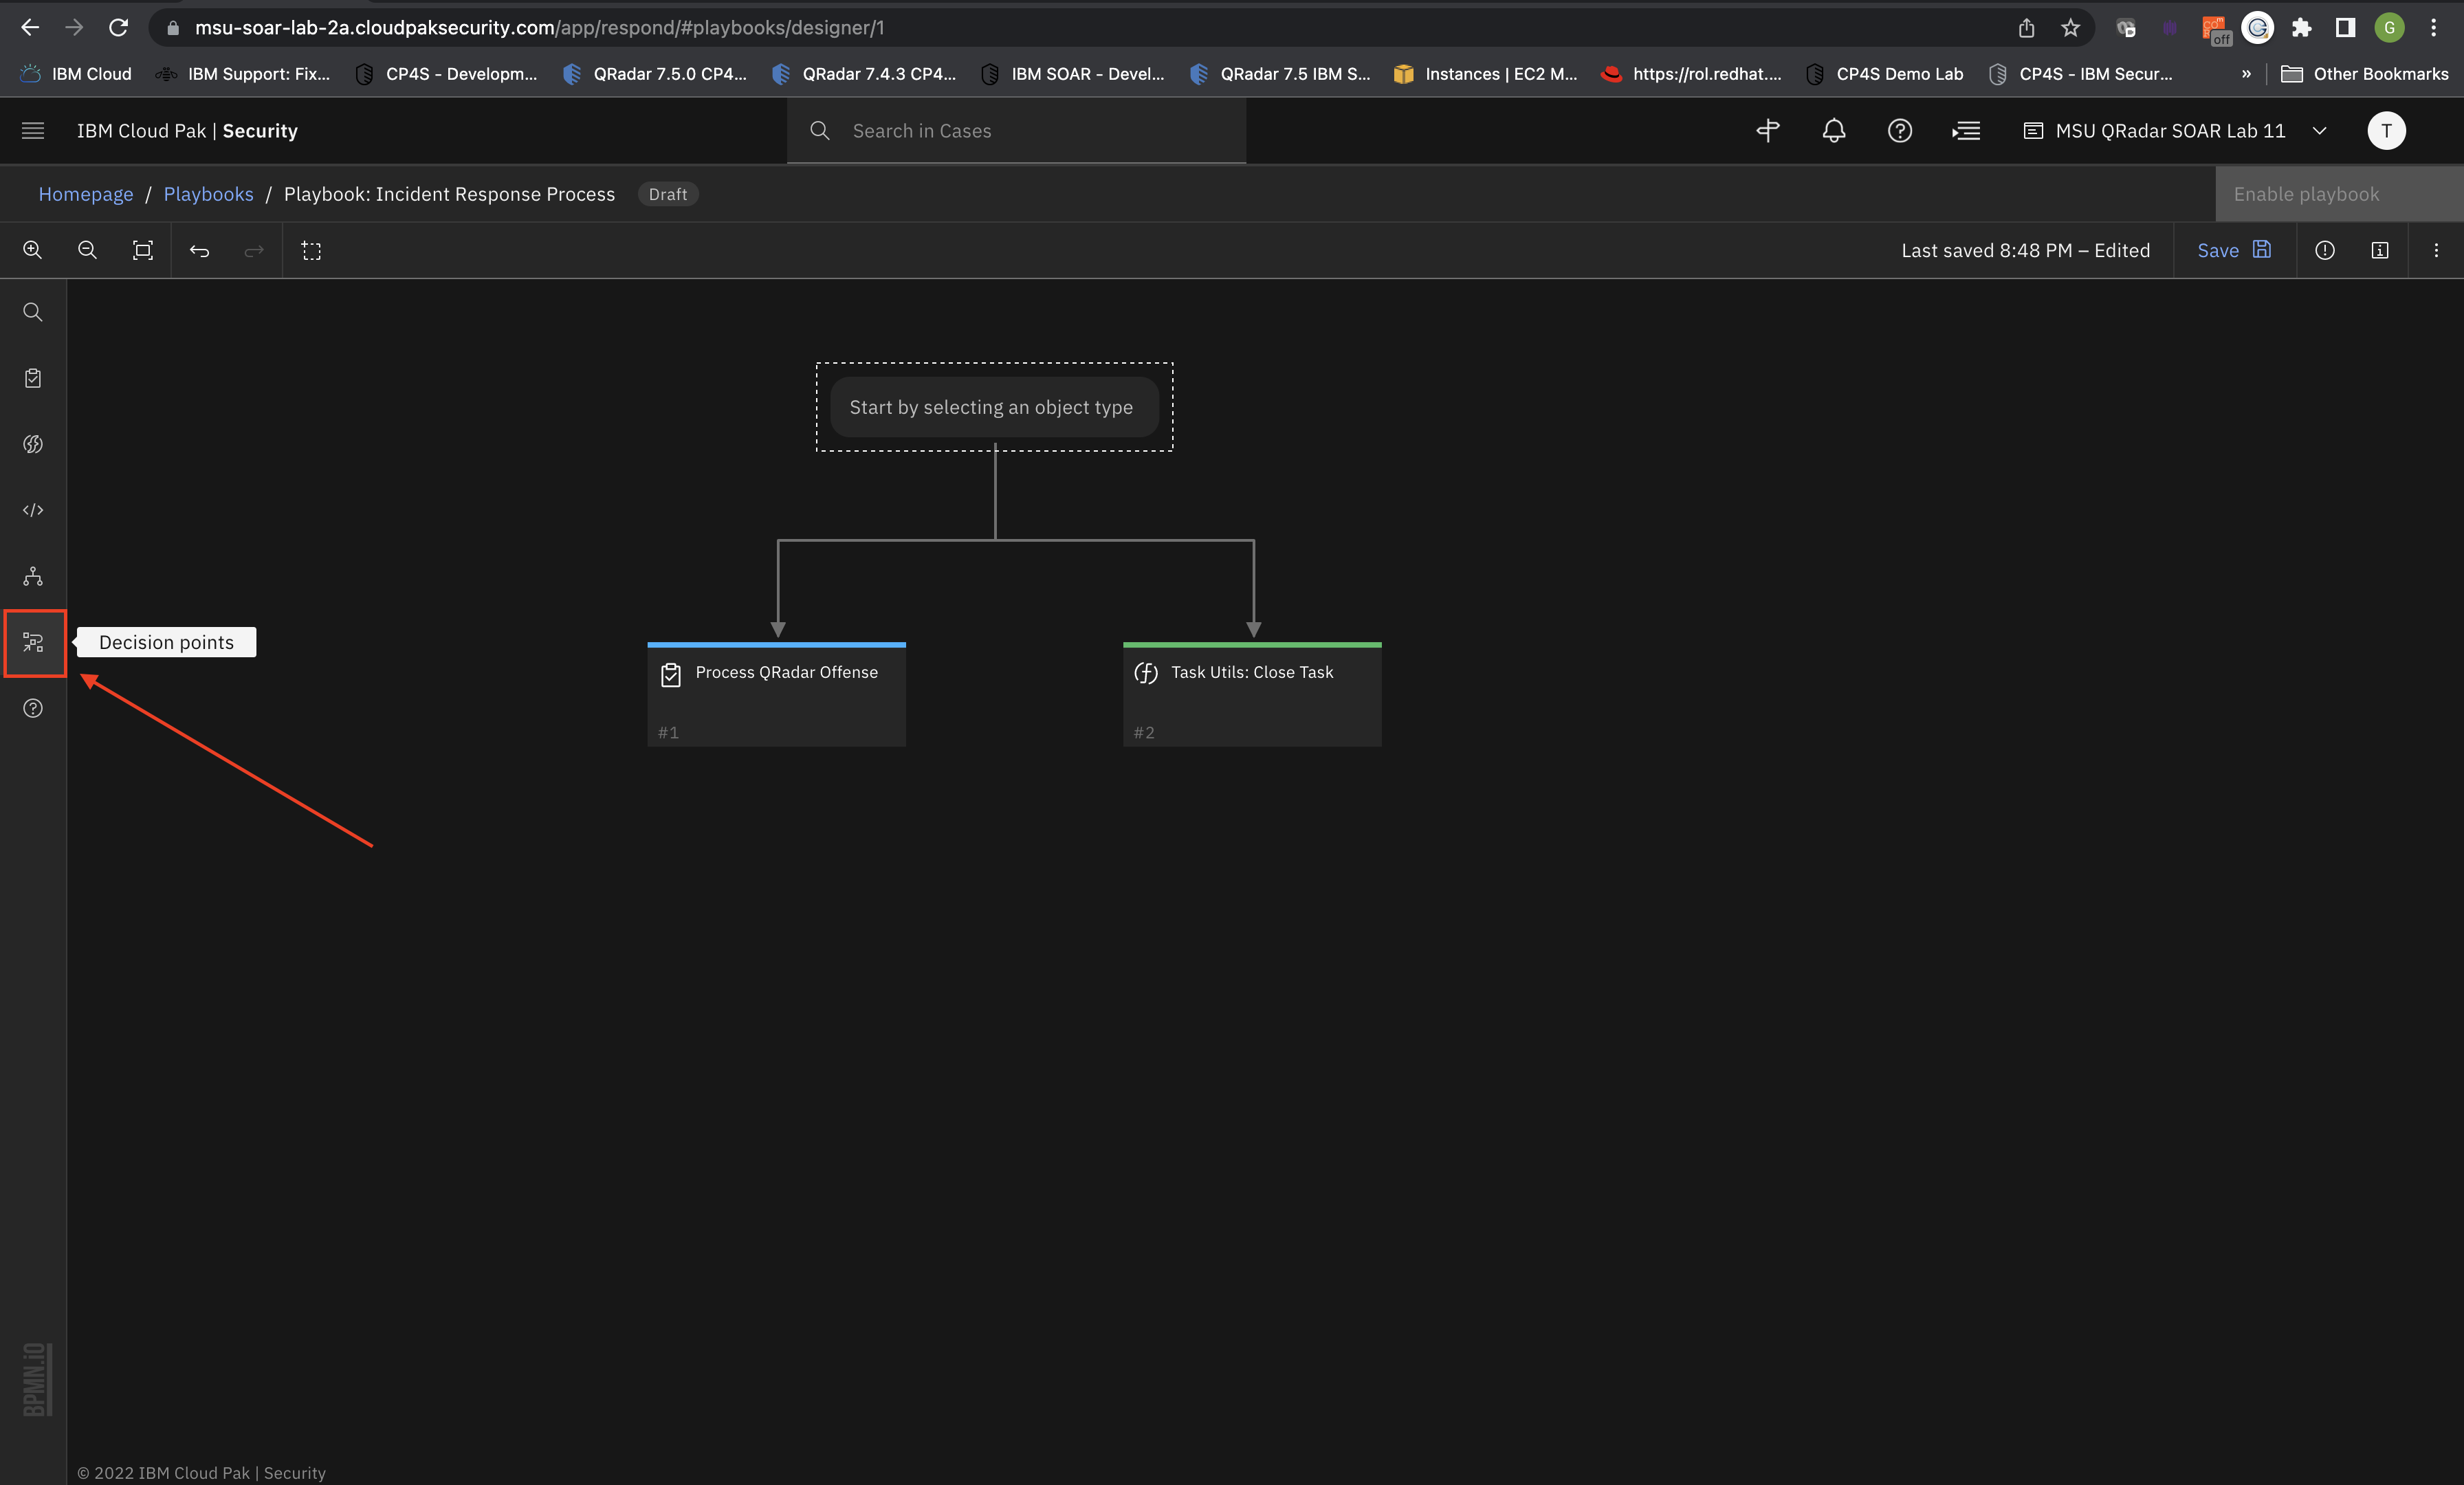 msu-soar-lab-2a.cloudpaksecurity.com/app/respond/#playbooks/designer/1
off
G
IBM Cloud
IBM Support: Fix...
CP4S - Developm...
QRadar 7.5.0 CP4...
QRadar 7.4.3 CP4...
IBM SOAR - Devel...
QRadar 7.5 IBM S...
Instances | EC2 M...
https://rol.redhat....
CP4S Demo Lab
CP4S - IBM Secur...
»
Other Bookmarks
IBM Cloud Pak | Security
Search in Cases
MSU QRadar SOAR Lab 11
T
Homepage / Playbooks / Playbook: Incident Response Process
Draft
Enable playbook
Last saved 8:48 PM – Edited
Save
Start by selecting an object type
Decision points
Process QRadar Offense
#1
Task Utils: Close Task
#2
BPMN.iO
© 2022 IBM Cloud Pak | Security